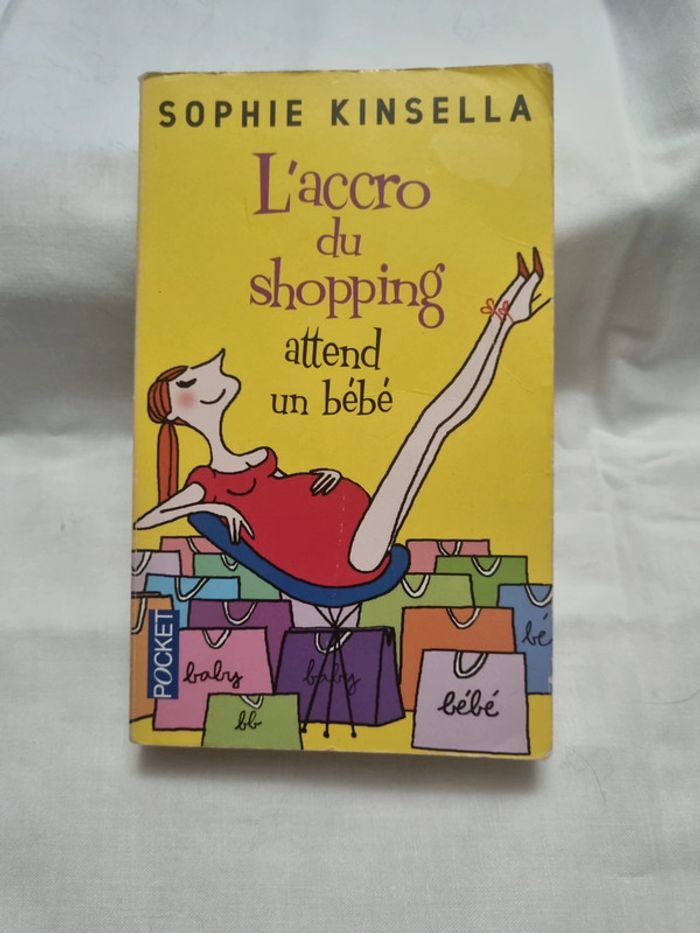 SOPHIE KINSELLA
L'accro
du
shopping
attend
un bébé
POCKET
baby
baby
bé
bb
bébé